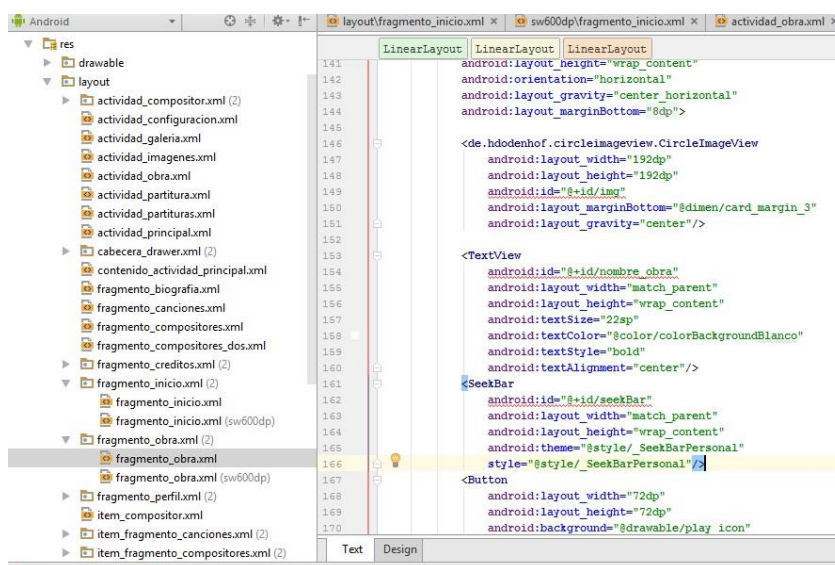 Android
layout\fragmento_inicio.xml ×
sw600dp\fragmento_inicio.xml ×
actividad_obra.xml ×
res
drawable
layout
actividad_compositor.xml (2)
actividad_configuracion.xml
actividad_galeria.xml
actividad_imagenes.xml
actividad_obra.xml
actividad_partitura.xml
actividad_partituras.xml
actividad_principal.xml
cabecera_drawer.xml (2)
contenido_actividad_principal.xml
fragmento_biografia.xml
fragmento_canciones.xml
fragmento_compositores.xml
fragmento_compositores_dos.xml
fragmento_creditos.xml (2)
fragmento_inicio.xml (2)
fragmento_inicio.xml
fragmento_inicio.xml (sw600dp)
fragmento_obra.xml (2)
fragmento_obra.xml
fragmento_obra.xml (sw600dp)
fragmento_perfil.xml (2)
item_compositor.xml
item_fragmento_canciones.xml (2)
item_fragmento_compositores.xml (2)
LinearLayout LinearLayout LinearLayout
141 android:layout_height="wrap_content"
142 android:orientation="horizontal"
143 android:layout_gravity="center_horizontal"
144 android:layout_marginBottom="8dp">
145
146 <de.hdodenhof.circleimageview.CircleImageView
147 android:layout_width="192dp"
148 android:layout_height="192dp"
149 android:id="@+id/img"
150 android:layout_marginBottom="@dimen/card_margin_3"
151 android:layout_gravity="center"/>
152
153 <TextView
154 android:id="@+id/nombre_obra"
155 android:layout_width="match_parent"
156 android:layout_height="wrap_content"
157 android:textSize="22sp"
158 android:textColor="@color/colorBackgroundBlanco"
159 android:textStyle="bold"
160 android:textAlignment="center"/>
161 <SeekBar
162 android:id="@+id/seekBar"
163 android:layout_width="match_parent"
164 android:layout_height="wrap_content"
165 android:theme="@style/_SeekBarPersonal"
166 style="@style/_SeekBarPersonal"/>
167 <Button
168 android:layout_width="72dp"
169 android:layout_height="72dp"
170 android:background="@drawable/play_icon"
Text Design